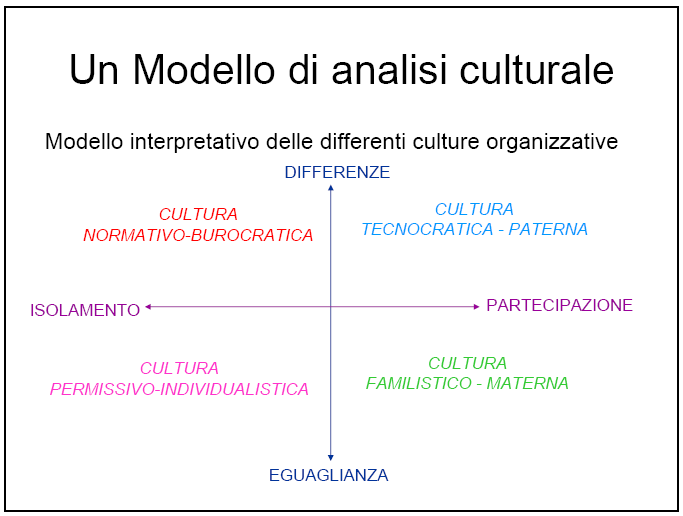 Un Modello di analisi culturale
Modello interpretativo delle differenti culture organizzative
DIFFERENZE
CULTURA
NORMATIVO-BUROCRATICA
CULTURA
TECNOCRATICA - PATERNA
ISOLAMENTO
PARTECIPAZIONE
CULTURA
PERMISSIVO-INDIVIDUALISTICA
CULTURA
FAMILISTICO - MATERNA
EGUAGLIANZA